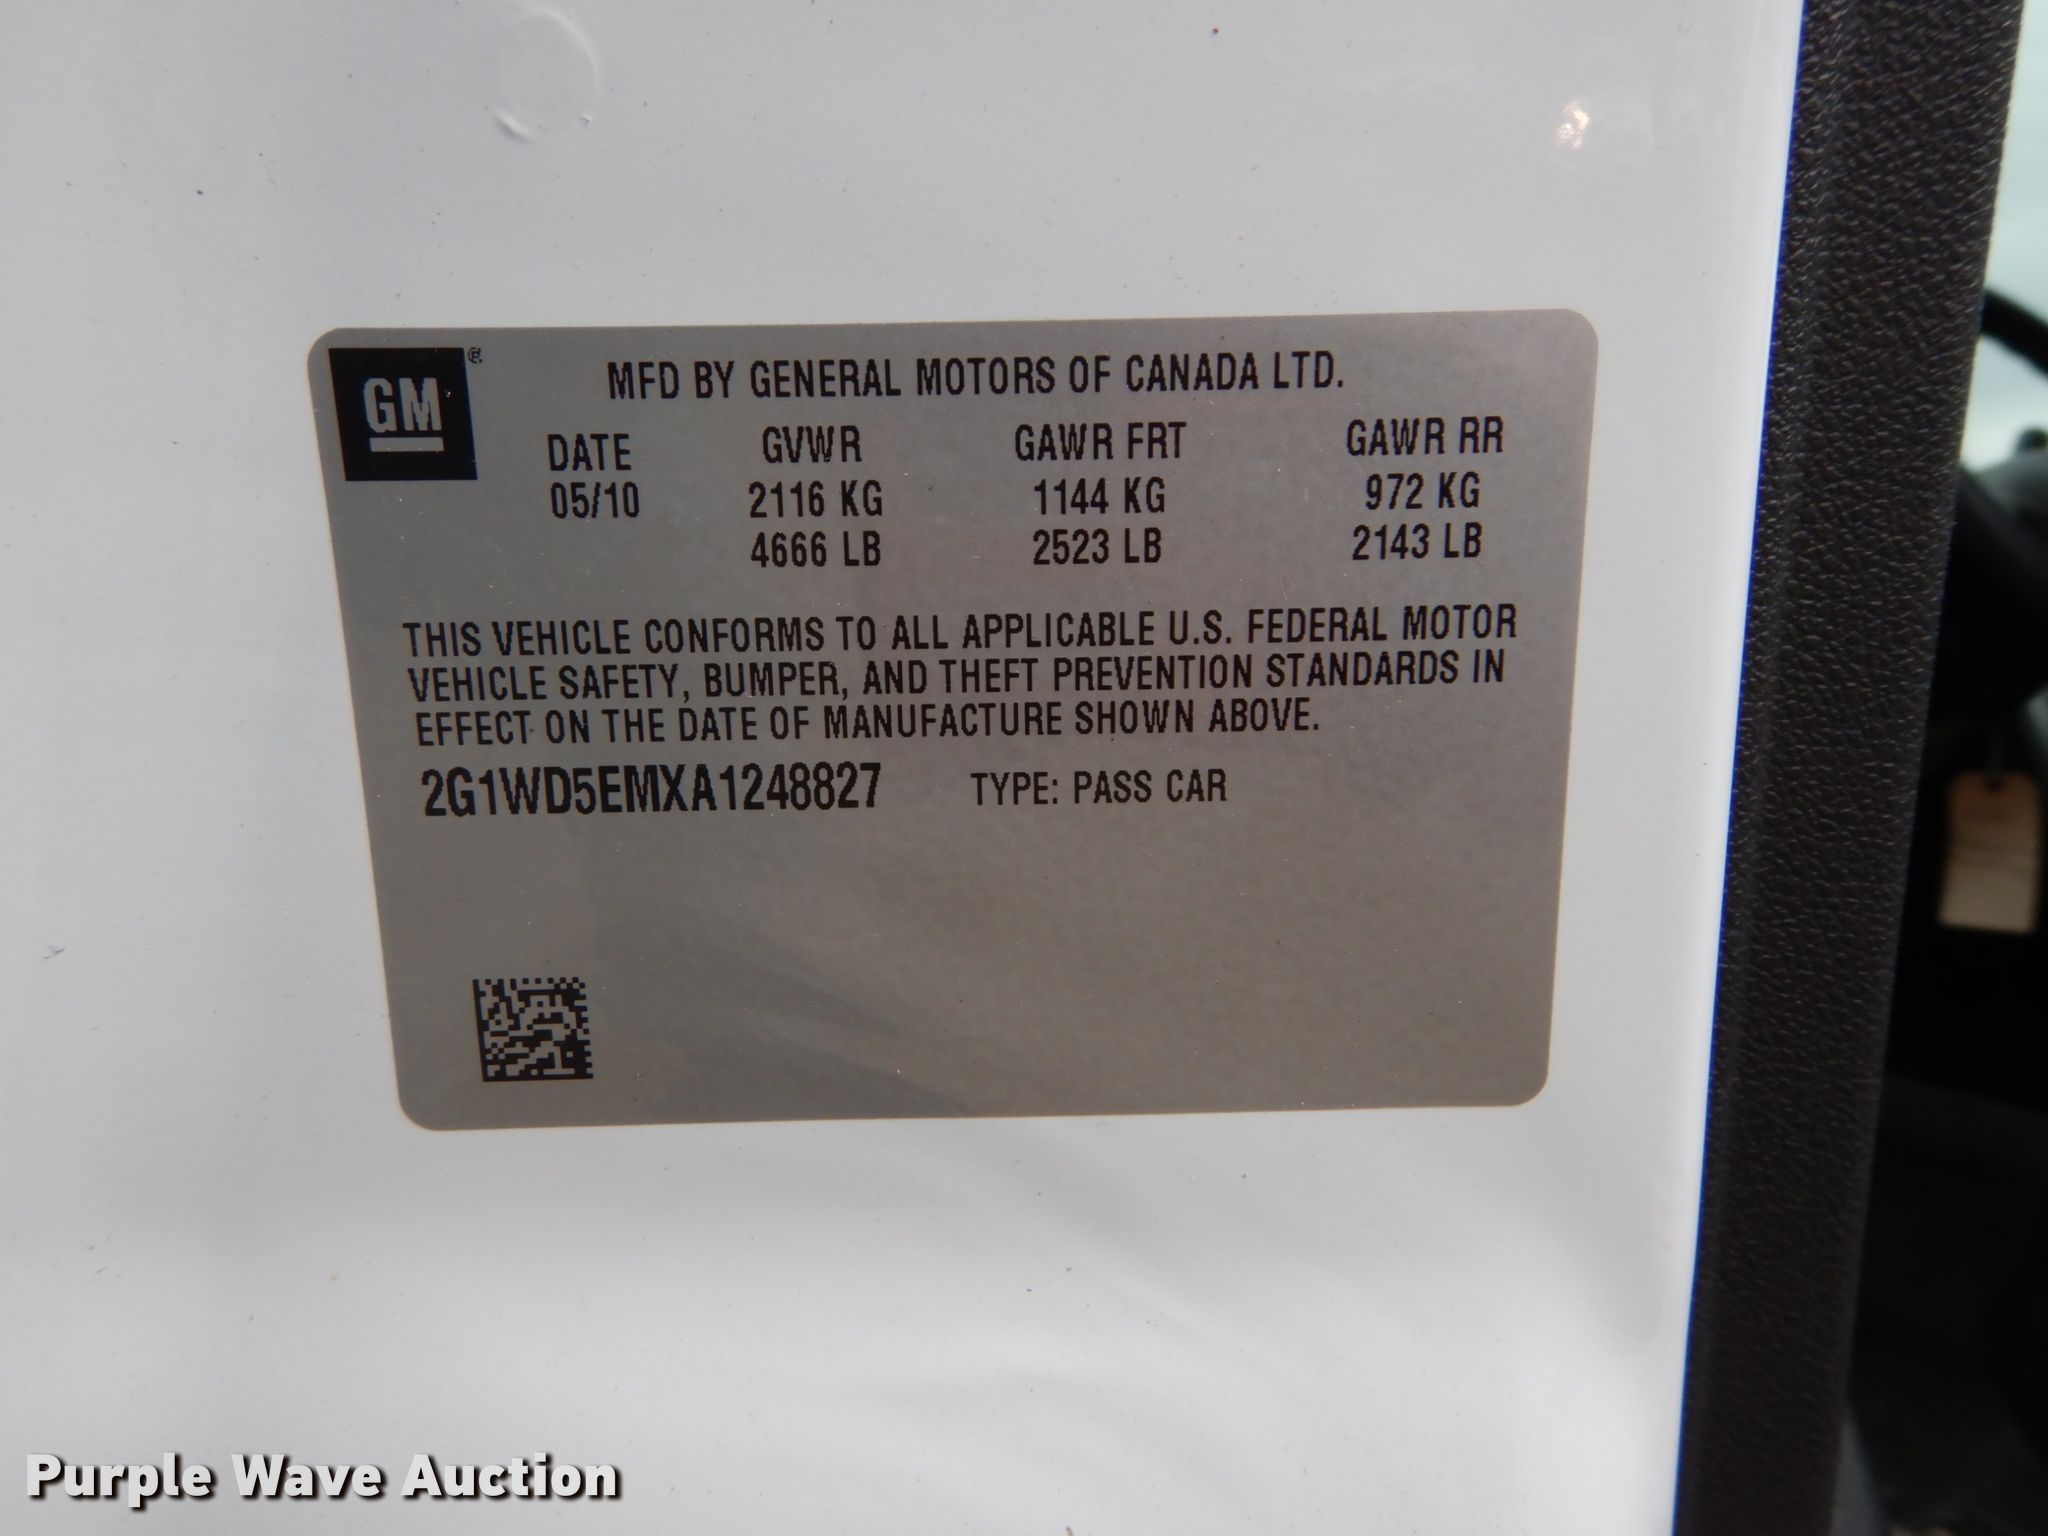 GM ®
MFD BY GENERAL MOTORS OF CANADA LTD.
DATE GVWR GAWR FRT GAWR RR
05/10 2116 KG 1144 KG 972 KG
4666 LB 2523 LB 2143 LB
THIS VEHICLE CONFORMS TO ALL APPLICABLE U.S. FEDERAL MOTOR
VEHICLE SAFETY, BUMPER, AND THEFT PREVENTION STANDARDS IN
EFFECT ON THE DATE OF MANUFACTURE SHOWN ABOVE.
2G1WD5EMXA1248827 TYPE: PASS CAR
Purple Wave Auction